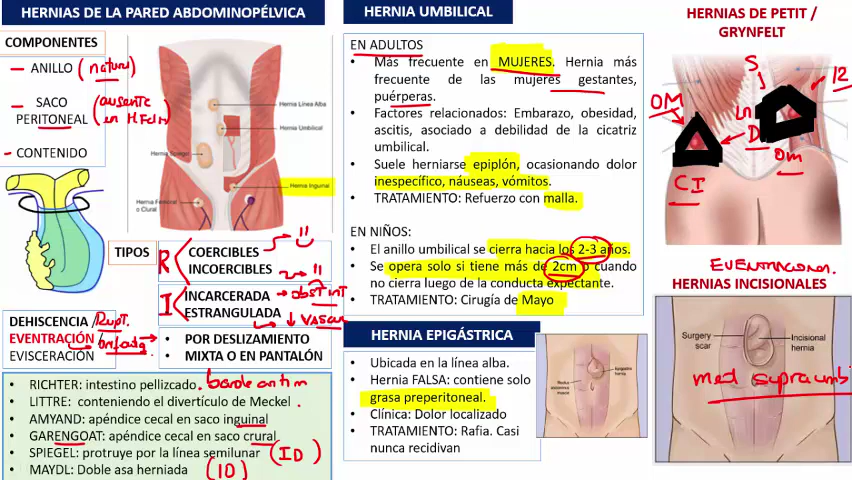 HERNIAS DE LA PARED ABDOMINOPÉLVICA
COMPONENTES
– ANILLO (natural)
– SACO
PERITONEAL
(ausente
en H Fem
– CONTENIDO
Hernia Línea Alba
Hernia Umbilical
Hernia Spiegel
Hernia Inguinal
Hernia Femoral
o Crural
TIPOS
R
COERCIBLES
INCOERCIBLES
I
INCARCERADA → obst int
ESTRANGULADA
↓ vascu
• POR DESLIZAMIENTO
• MIXTA O EN PANTALÓN
DEHISCENCIA / Rupt.
EVENTRACIÓN
EVISCERACIÓN
• RICHTER: intestino pellizcado. borde antim
• LITTRE: conteniendo el divertículo de Meckel.
• AMYAND: apéndice cecal en saco inguinal
• GARENGOAT: apéndice cecal en saco crural
• SPIEGEL: protruye por la línea semilunar (ID)
• MAYDL: Doble asa herniada (ID)
HERNIA UMBILICAL
EN ADULTOS
• Más frecuente en MUJERES. Hernia más
frecuente de las mujeres gestantes,
puérperas.
• Factores relacionados: Embarazo, obesidad,
ascitis, asociado a debilidad de la cicatriz
umbilical.
• Suele herniarse epiplón, ocasionando dolor
inespecífico, náuseas, vómitos.
• TRATAMIENTO: Refuerzo con malla.
EN NIÑOS:
• El anillo umbilical se cierra hacia los 2-3 años.
• Se opera solo si tiene más de 2cm o cuando
no cierra luego de la conducta expectante.
• TRATAMIENTO: Cirugía de Mayo
HERNIA EPIGÁSTRICA
• Ubicada en la línea alba.
• Hernia FALSA: contiene solo
grasa preperitoneal.
• Clínica: Dolor localizado
• TRATAMIENTO: Rafia. Casi
nunca recidivan
HERNIAS DE PETIT /
GRYNFELT
S
12
OM
D
OM
CI
EVENTRACIONES.
HERNIAS INCISIONALES
Surgery
scar
Incisional
hernia
med supraumbi